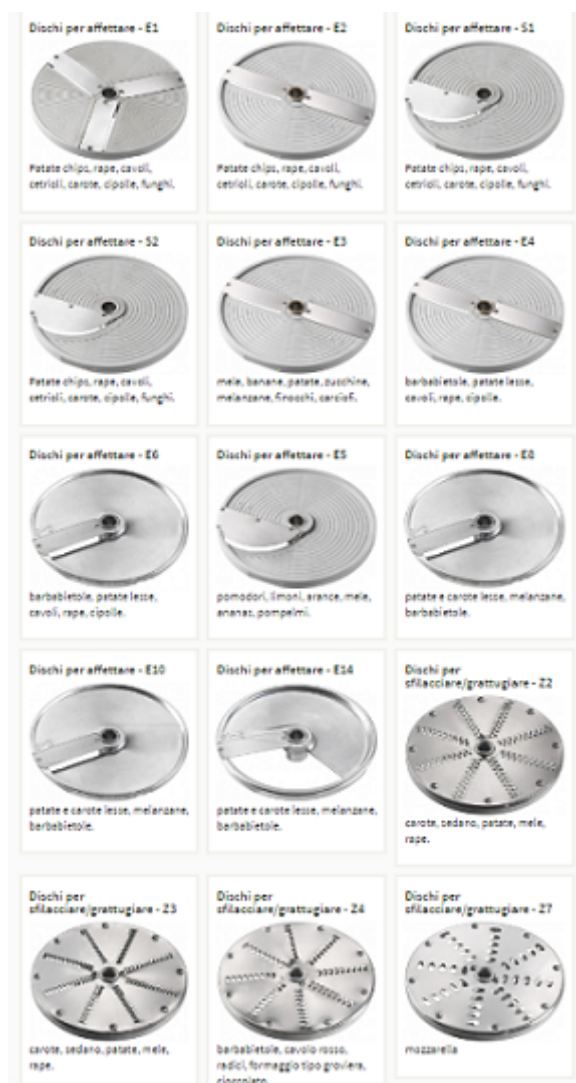 Dischi per affettare - E1
Patate chips, rape, cavoli,
cetrioli, carote, cipolle, funghi.
Dischi per affettare - E2
Patate chips, rape, cavoli,
cetrioli, carote, cipolle, funghi.
Dischi per affettare - S1
Patate chips, rape, cavoli,
cetrioli, carote, cipolle, funghi.
Dischi per affettare - S2
Patate chips, rape, cavoli,
cetrioli, carote, cipolle, funghi.
Dischi per affettare - E3
mele, banane, patate, zucchine,
melanzane, finocchi, carciofi.
Dischi per affettare - E4
barbabietole, patate lesse,
cavoli, rape, cipolle.
Dischi per affettare - E6
barbabietole, patate lesse,
cavoli, rape, cipolle.
Dischi per affettare - E5
pomodori, limoni, arance, mele,
ananas, pompelmi.
Dischi per affettare - E8
patate e carote lesse, melanzane,
barbabietole.
Dischi per affettare - E10
patate e carote lesse, melanzane,
barbabietole.
Dischi per affettare - E14
patate e carote lesse, melanzane,
barbabietole.
Dischi per
sfilacciare/grattugiare - Z2
carote, sedano, patate, mele,
rape.
Dischi per
sfilacciare/grattugiare - Z3
carote, sedano, patate, mele,
rape.
Dischi per
sfilacciare/grattugiare - Z4
barbabietole, cavolo rosso,
radici, formaggio tipo groviera,
cioccolato.
Dischi per
sfilacciare/grattugiare - Z7
mozzarella